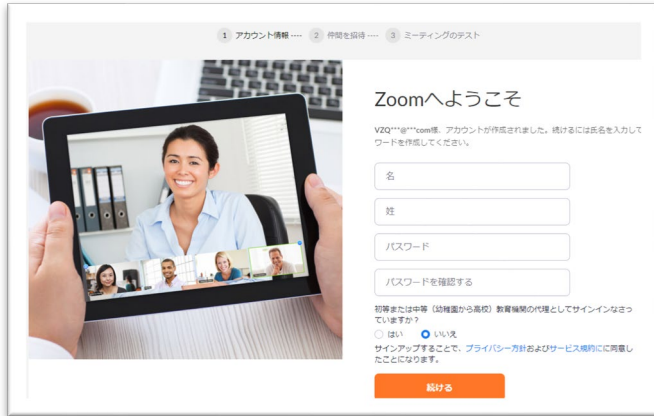 1 アカウント情報 ---- 2 仲間を招待 ---- 3 ミーティングのテスト
Zoomへようこそ
VZQ***@***com様、アカウントが作成されました。続けるには氏名を入力して
ワードを作成してください。
名
姓
パスワード
パスワードを確認する
初等または中等（幼稚園から高校）教育機関の代理としてサインインなさっ
ていますか？
はい いいえ
サインアップすることで、プライバシー方針およびサービス規約にに同意し
たことになります。
続ける